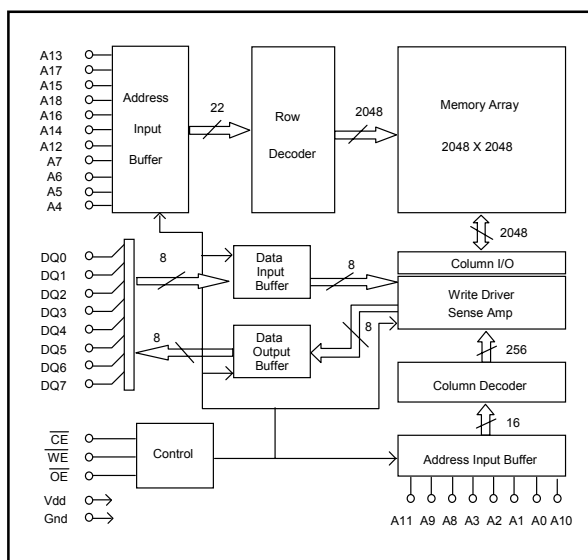 A13
A17
A15
A18
A16
A14
A12
A7
A6
A5
A4
Address
Input
Buffer
22
Row
Decoder
2048
Memory Array
2048 X 2048
2048
DQ0
DQ1
DQ2
DQ3
DQ4
DQ5
DQ6
DQ7
8
Data
Input
Buffer
8
Column I/O
Write Driver
Sense Amp
8
Data
Output
Buffer
8
256
Column Decoder
16
CE
WE
OE
Vdd
Gnd
Control
Address Input Buffer
A11 A9 A8 A3 A2 A1 A0 A10